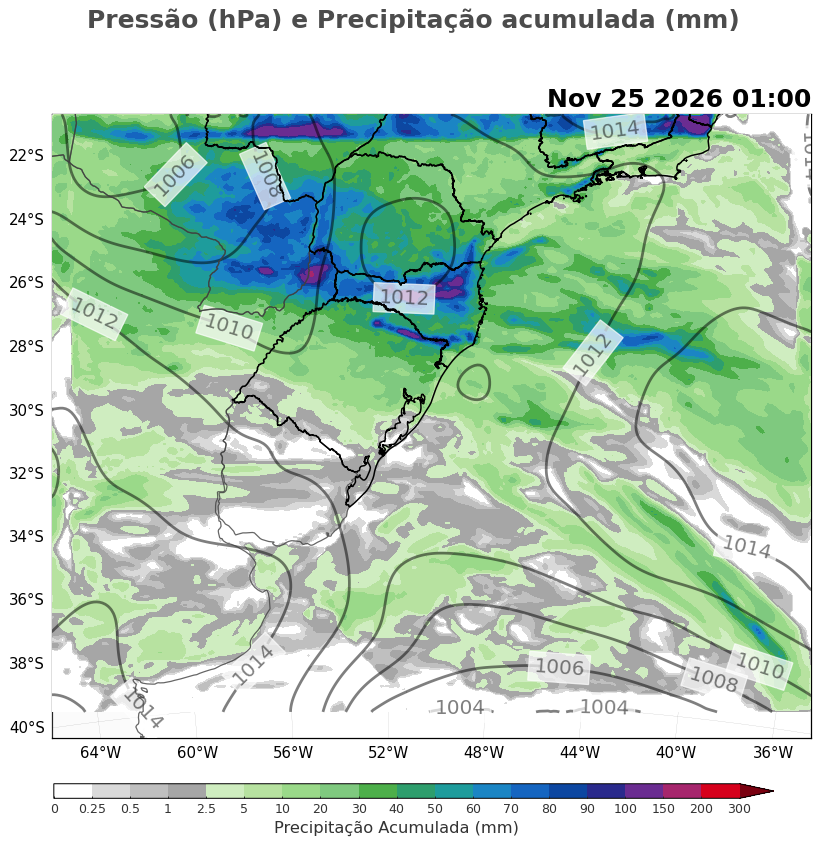 Pressão (hPa) e Precipitação acumulada (mm)
Nov 25 2026 01:00
1014
1014
1006
1008
22°S
24°S
26°S
28°S
30°S
32°S
34°S
36°S
38°S
40°S
1012
1012
1010
1012
1014
1014
1010
1006
1008
1014
1004
1004
64°W 60°W 56°W 52°W 48°W 44°W 40°W 36°W
0 0.25 0.5 1 2.5 5 10 20 30 40 50 60 70 80 90 100 150 200 300
Precipitação Acumulada (mm)